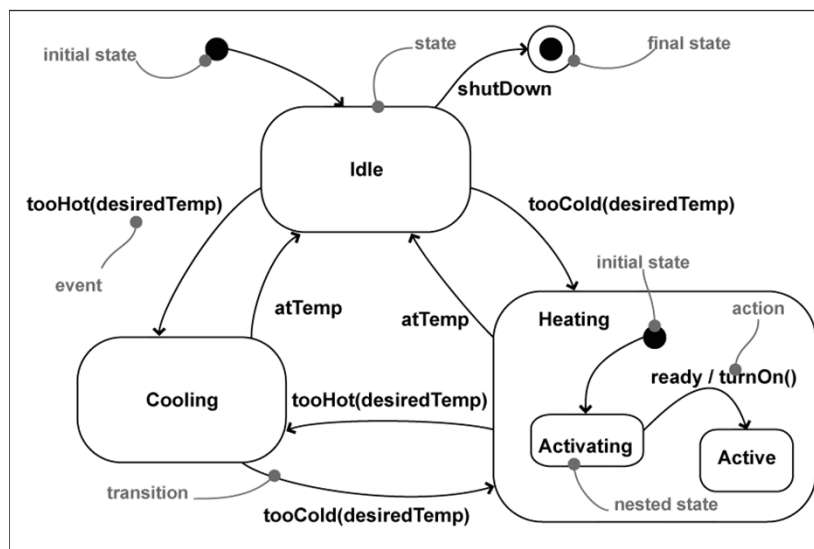 initial state
state
final state
shutDown
Idle
tooHot(desiredTemp)
tooCold(desiredTemp)
event
initial state
atTemp
atTemp
Heating
action
ready / turnOn()
Cooling
tooHot(desiredTemp)
Activating
Active
transition
nested state
tooCold(desiredTemp)